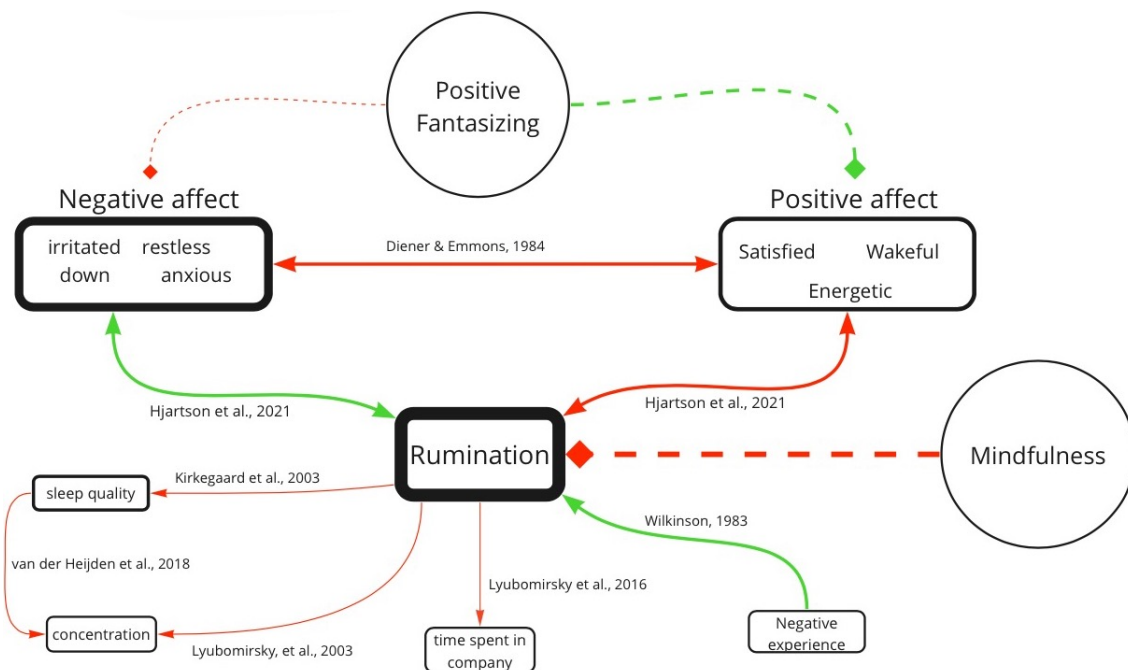 Positive
Fantasizing
Negative affect
Positive affect
irritated restless
down anxious
Diener & Emmons, 1984
Satisfied Wakeful
Energetic
Hjartson et al., 2021
Hjartson et al., 2021
Rumination
Mindfulness
Kirkegaard et al., 2003
sleep quality
Wilkinson, 1983
van der Heijden et al., 2018
Lyubomirsky et al., 2016
concentration
Lyubomirsky, et al., 2003
time spent in
company
Negative
experience